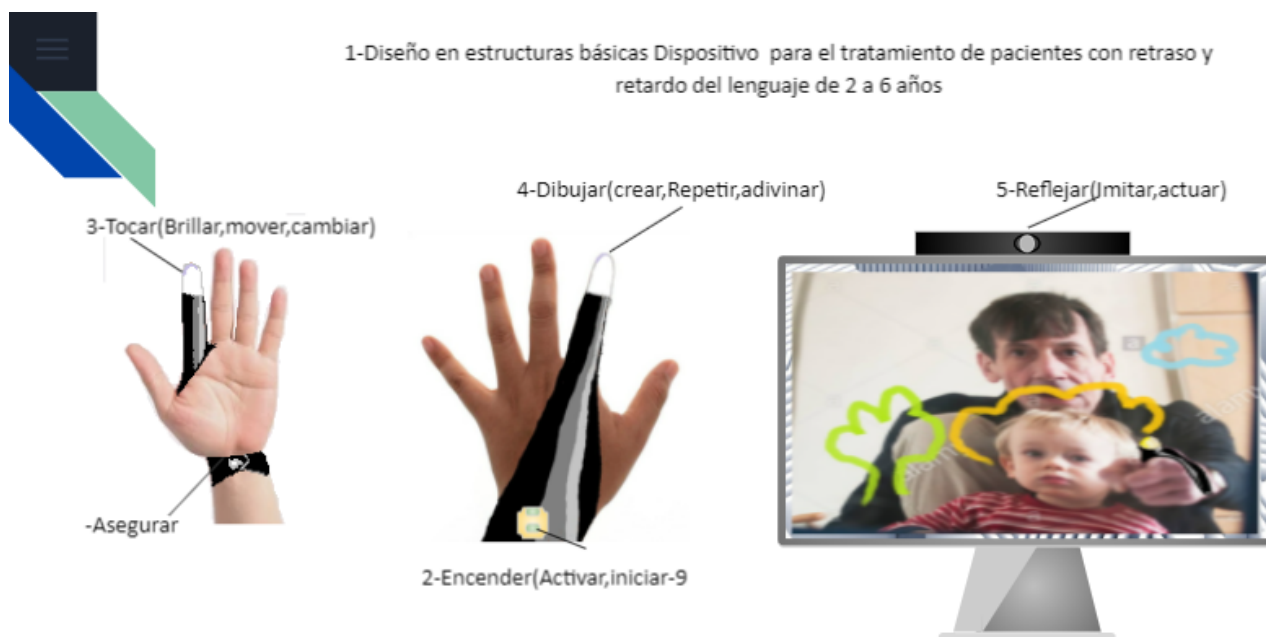 1-Diseño en estructuras básicas Dispositivo para el tratamiento de pacientes con retraso y
retardo del lenguaje de 2 a 6 años
4-Dibujar(crear,Repetir,adivinar)
5-Reflejar(Imitar,actuar)
3-Tocar(Brillar,mover,cambiar)
a
-Asegurar
2-Encender(Activar,iniciar-9